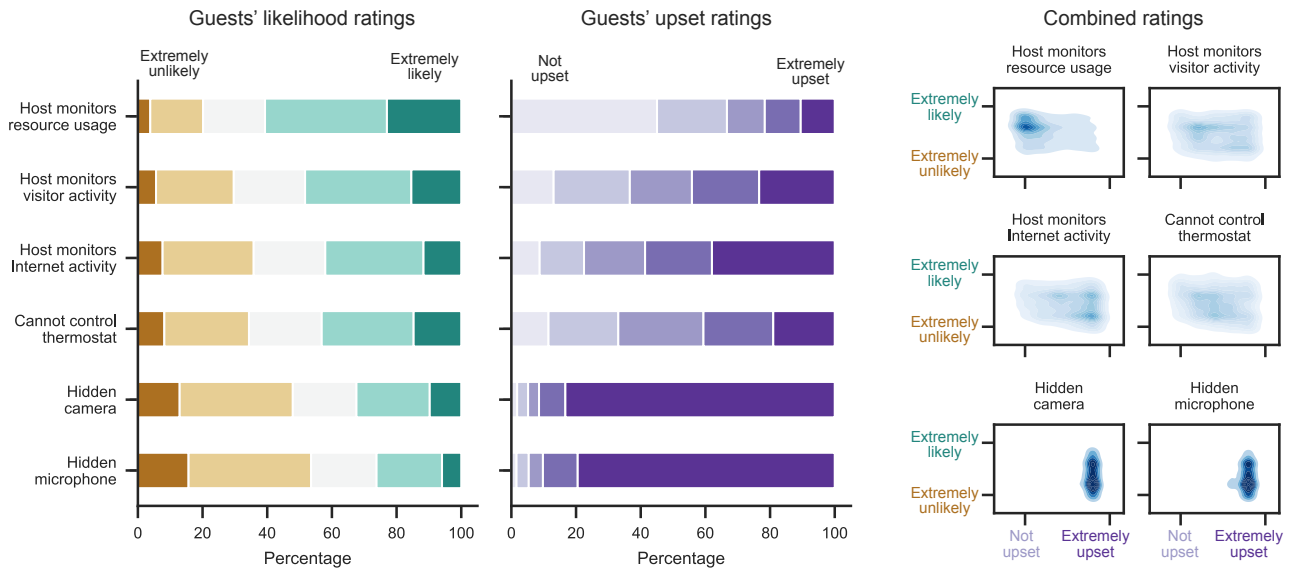 Guests’ likelihood ratings
Guests’ upset ratings
Combined ratings
Extremely
unlikely
Extremely
likely
Not
upset
Extremely
upset
Host monitors
resource usage
Host monitors
visitor activity
Host monitors
Internet activity
Cannot control
thermostat
Hidden
camera
Hidden
microphone
0 20 40 60 80 100
Percentage
0 20 40 60 80 100
Percentage
Host monitors
resource usage
Host monitors
visitor activity
Extremely
likely
Extremely
unlikely
Host monitors
Internet activity
Cannot control
thermostat
Extremely
likely
Extremely
unlikely
Hidden
camera
Hidden
microphone
Extremely
likely
Extremely
unlikely
Not
upset
Extremely
upset
Not
upset
Extremely
upset